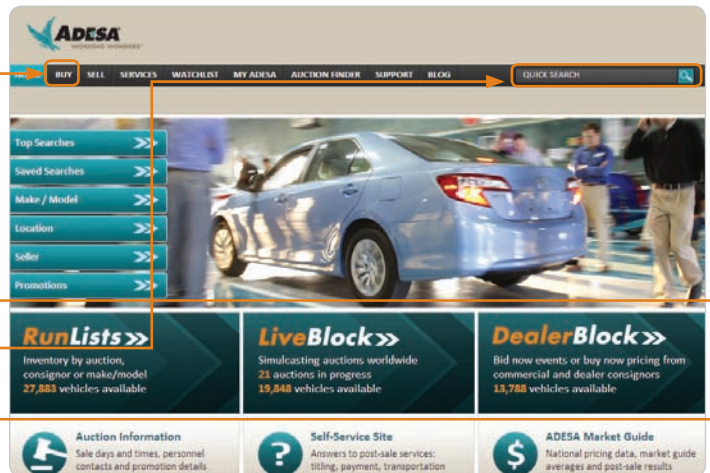 ADESA
WORKING WONDERS
HOME BUY SELL SERVICES WATCHLIST MY ADESA AUCTION FINDER SUPPORT BLOG QUICK SEARCH
Top Searches
Saved Searches
Make / Model
Location
Seller
Promotions
RunLists>>
Inventory by auction,
consignor or make/model
27,883 vehicles available
LiveBlock>>
Simulcasting auctions worldwide
21 auctions in progress
19,848 vehicles available
DealerBlock>>
Bid now events or buy now pricing from
commercial and dealer consignors
13,788 vehicles available
Auction Information
Sale days and times, personnel
contacts and promotion details
?
Self-Service Site
Answers to post-sale services:
titling, payment, transportation
$
ADESA Market Guide
National pricing data, market guide
averages and post-sale results